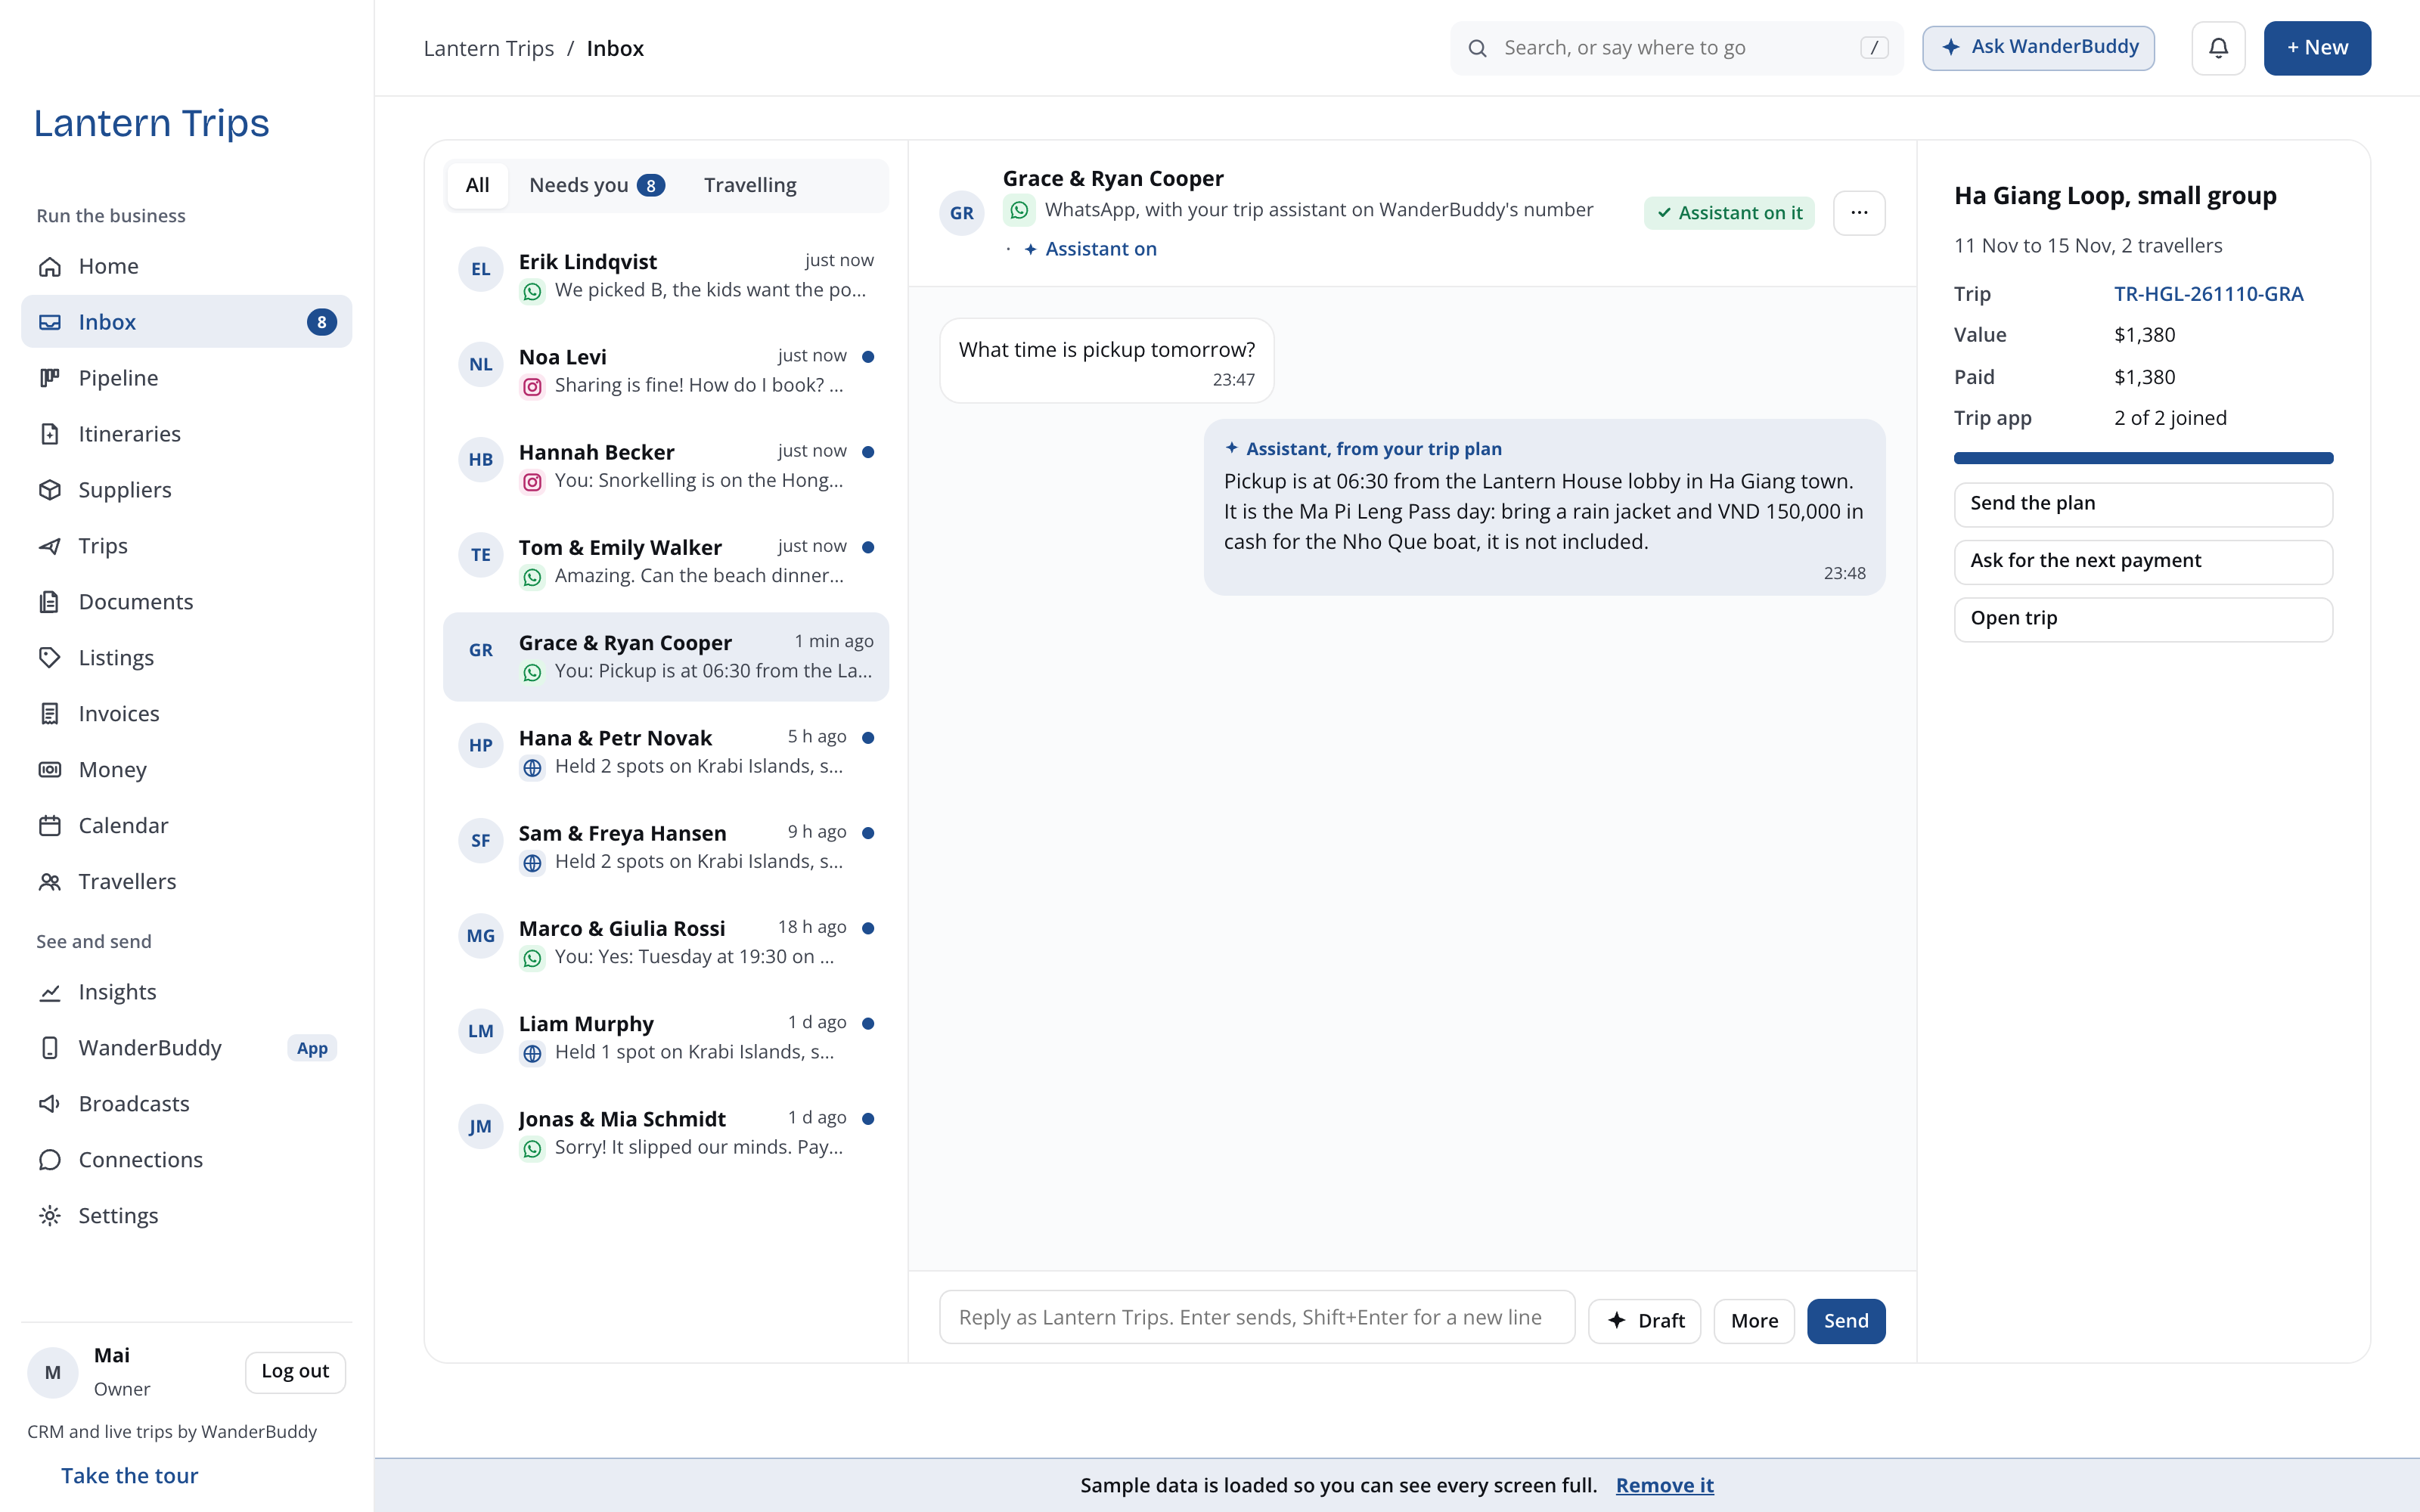 Lantern Trips
Run the business
Home
Inbox 8
Pipeline
Itineraries
Suppliers
Trips
Documents
Listings
Invoices
Money
Calendar
Travellers
See and send
Insights
WanderBuddy App
Broadcasts
Connections
Settings
M
Mai
Owner
Log out
CRM and live trips by WanderBuddy
Take the tour
Lantern Trips / Inbox
Search, or say where to go /
Ask WanderBuddy
+ New
All Needs you 8 Travelling
EL
Erik Lindqvist just now
We picked B, the kids want the po...
NL
Noa Levi just now
Sharing is fine! How do I book? ...
HB
Hannah Becker just now
You: Snorkelling is on the Hong...
TE
Tom & Emily Walker just now
Amazing. Can the beach dinner...
GR
Grace & Ryan Cooper 1 min ago
You: Pickup is at 06:30 from the La...
HP
Hana & Petr Novak 5 h ago
Held 2 spots on Krabi Islands, s...
SF
Sam & Freya Hansen 9 h ago
Held 2 spots on Krabi Islands, s...
MG
Marco & Giulia Rossi 18 h ago
You: Yes: Tuesday at 19:30 on ...
LM
Liam Murphy 1 d ago
Held 1 spot on Krabi Islands, s...
JM
Jonas & Mia Schmidt 1 d ago
Sorry! It slipped our minds. Pay...
GR
Grace & Ryan Cooper
WhatsApp, with your trip assistant on WanderBuddy's number
· Assistant on
Assistant on it
...
What time is pickup tomorrow?
23:47
Assistant, from your trip plan
Pickup is at 06:30 from the Lantern House lobby in Ha Giang town.
It is the Ma Pi Leng Pass day: bring a rain jacket and VND 150,000 in
cash for the Nho Que boat, it is not included.
23:48
Reply as Lantern Trips. Enter sends, Shift+Enter for a new line
Draft
More
Send
Ha Giang Loop, small group
11 Nov to 15 Nov, 2 travellers
Trip TR-HGL-261110-GRA
Value $1,380
Paid $1,380
Trip app 2 of 2 joined
Send the plan
Ask for the next payment
Open trip
Sample data is loaded so you can see every screen full. Remove it